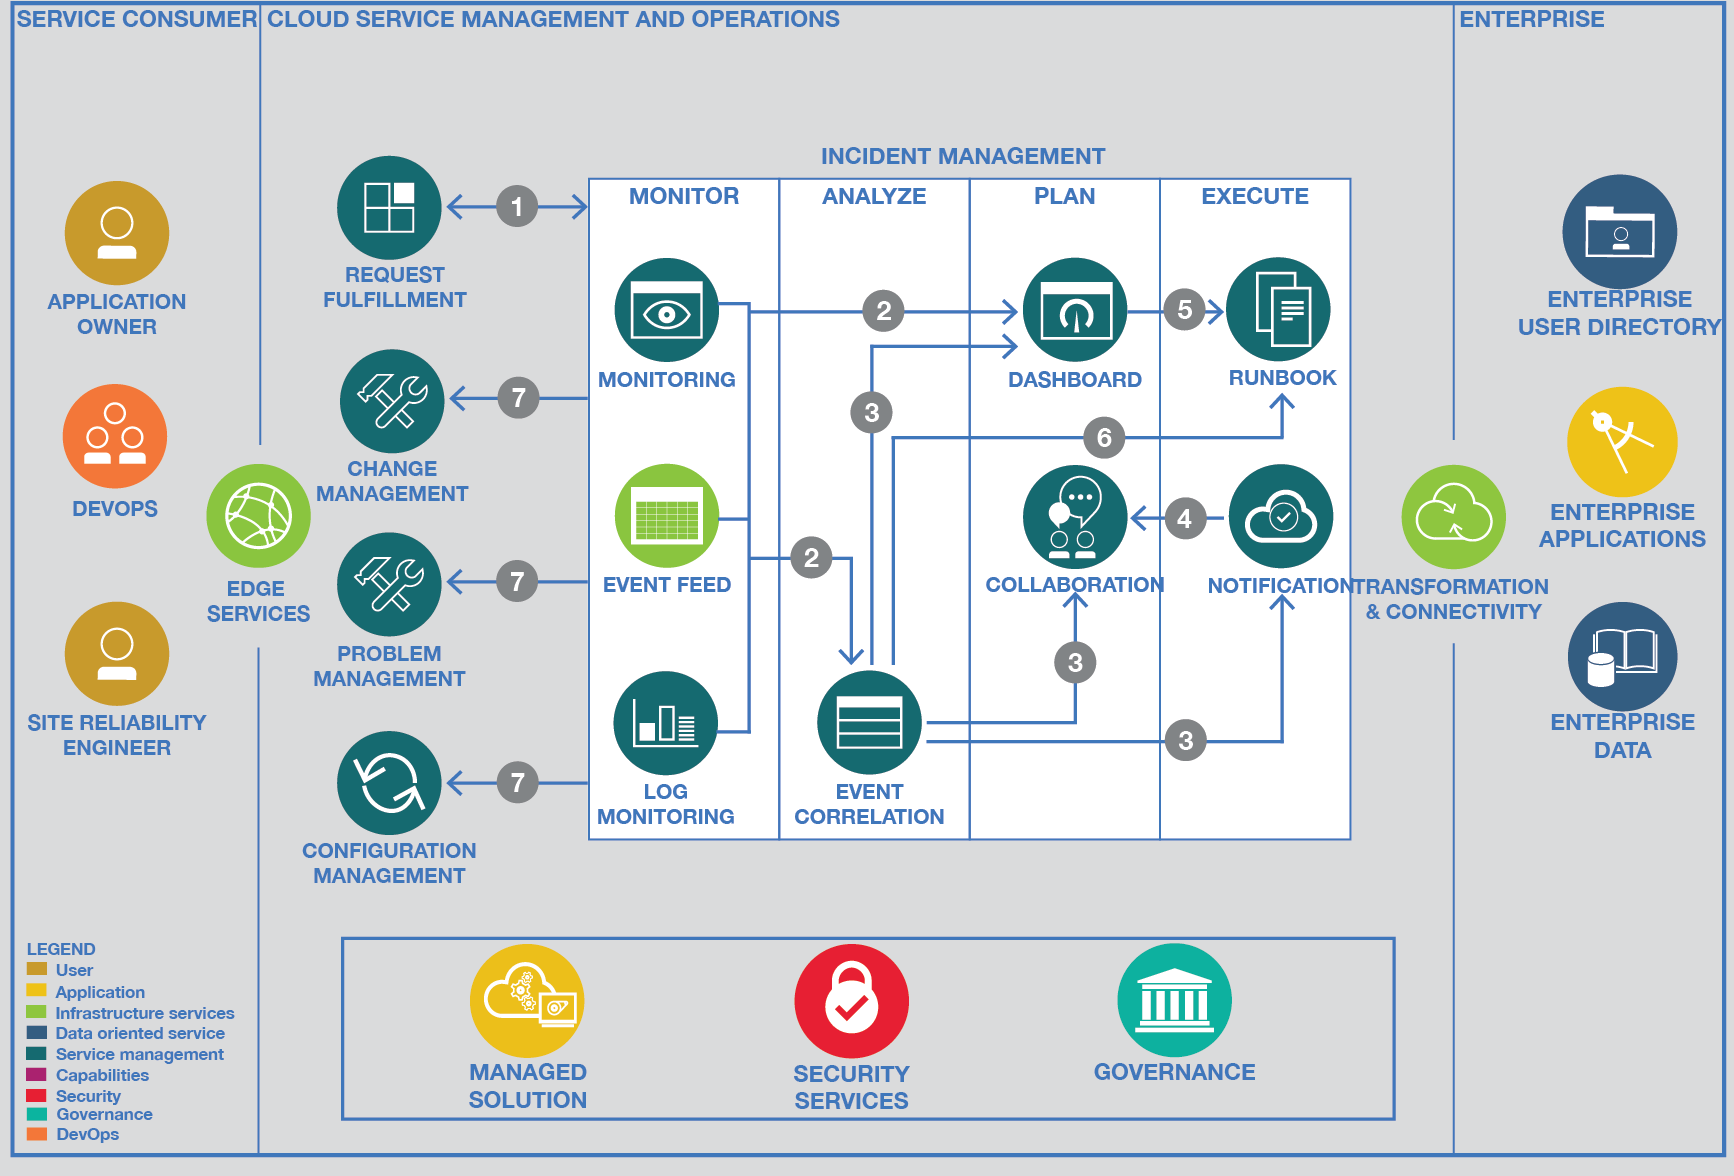 SERVICE CONSUMER
CLOUD SERVICE MANAGEMENT AND OPERATIONS
ENTERPRISE
APPLICATION
OWNER
DEVOPS
SITE RELIABILITY
ENGINEER
EDGE
SERVICES
REQUEST
FULFILLMENT
CHANGE
MANAGEMENT
PROBLEM
MANAGEMENT
CONFIGURATION
MANAGEMENT
1
7
7
7
INCIDENT MANAGEMENT
MONITOR
ANALYZE
PLAN
EXECUTE
MONITORING
EVENT FEED
LOG
MONITORING
2
3
2
EVENT
CORRELATION
DASHBOARD
5
RUNBOOK
6
COLLABORATION
4
NOTIFICATION
3
3
TRANSFORMATION
& CONNECTIVITY
ENTERPRISE
USER DIRECTORY
ENTERPRISE
APPLICATIONS
ENTERPRISE
DATA
LEGEND
User
Application
Infrastructure services
Data oriented service
Service management
Capabilities
Security
Governance
DevOps
MANAGED
SOLUTION
SECURITY
SERVICES
GOVERNANCE